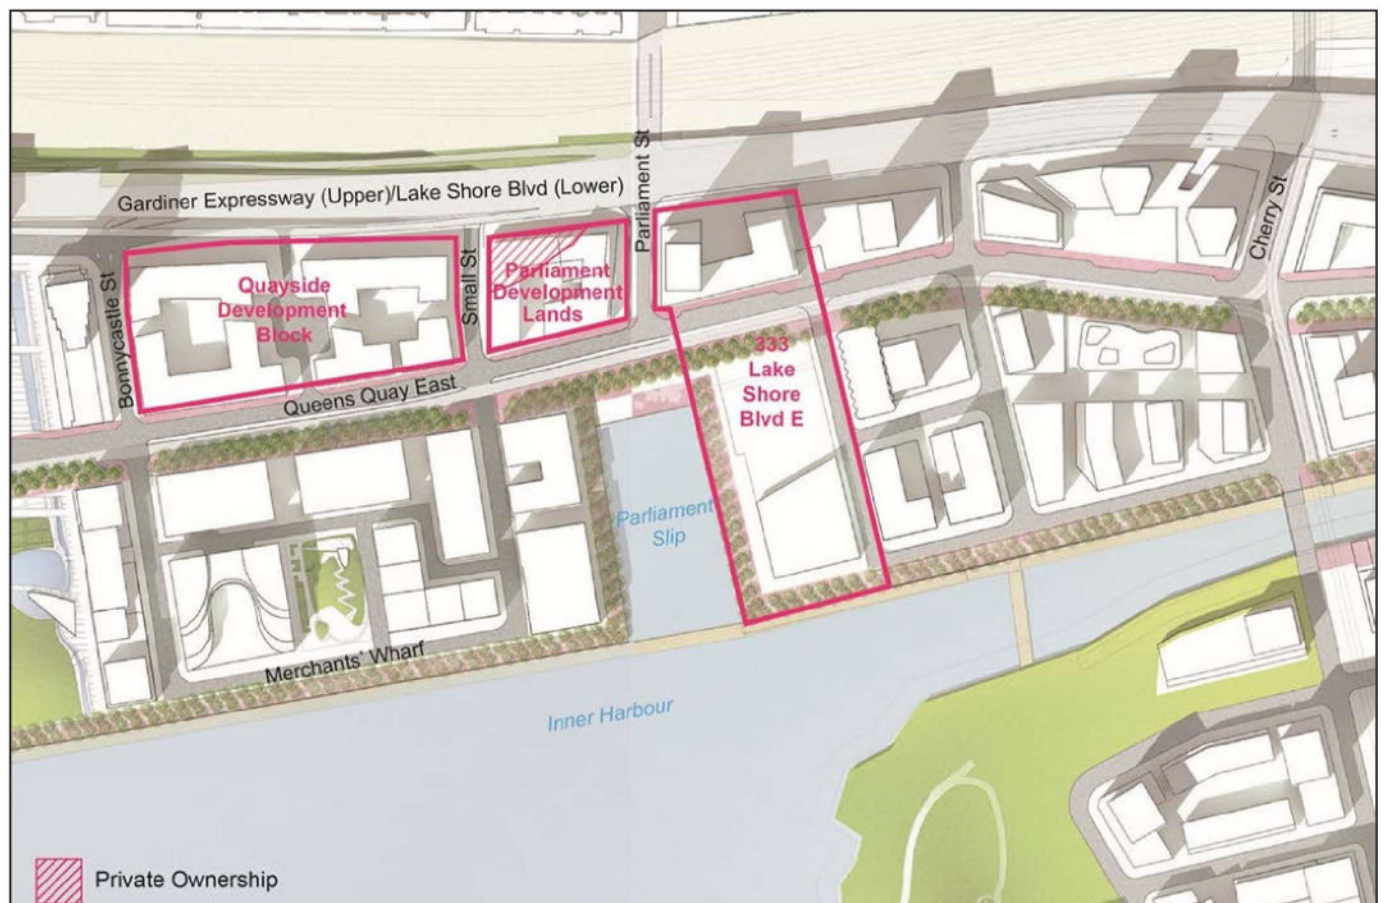 Parliament St
Gardiner Expressway (Upper)/Lake Shore Blvd (Lower)
Cherry St
Bonnycastle St
Small St
Quayside
Development
Block
Parliament
Development
Lands
333
Lake
Shore
Blvd E
Queens Quay East
Parliament
Slip
Merchants' Wharf
Inner Harbour
Private Ownership